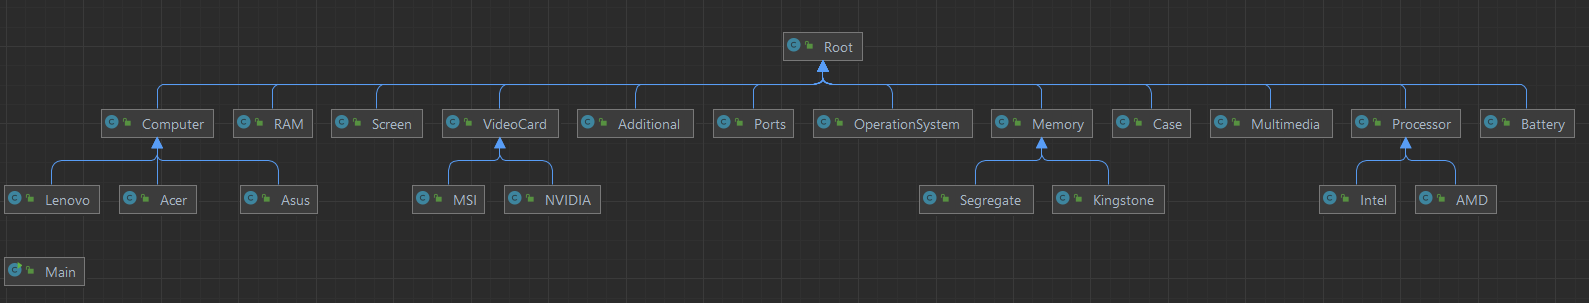 Root
Computer RAM Screen VideoCard Additional Ports OperationSystem Memory Case Multimedia Processor Battery
Lenovo Acer Asus MSI NVIDIA Segregate Kingstone Intel AMD
Main